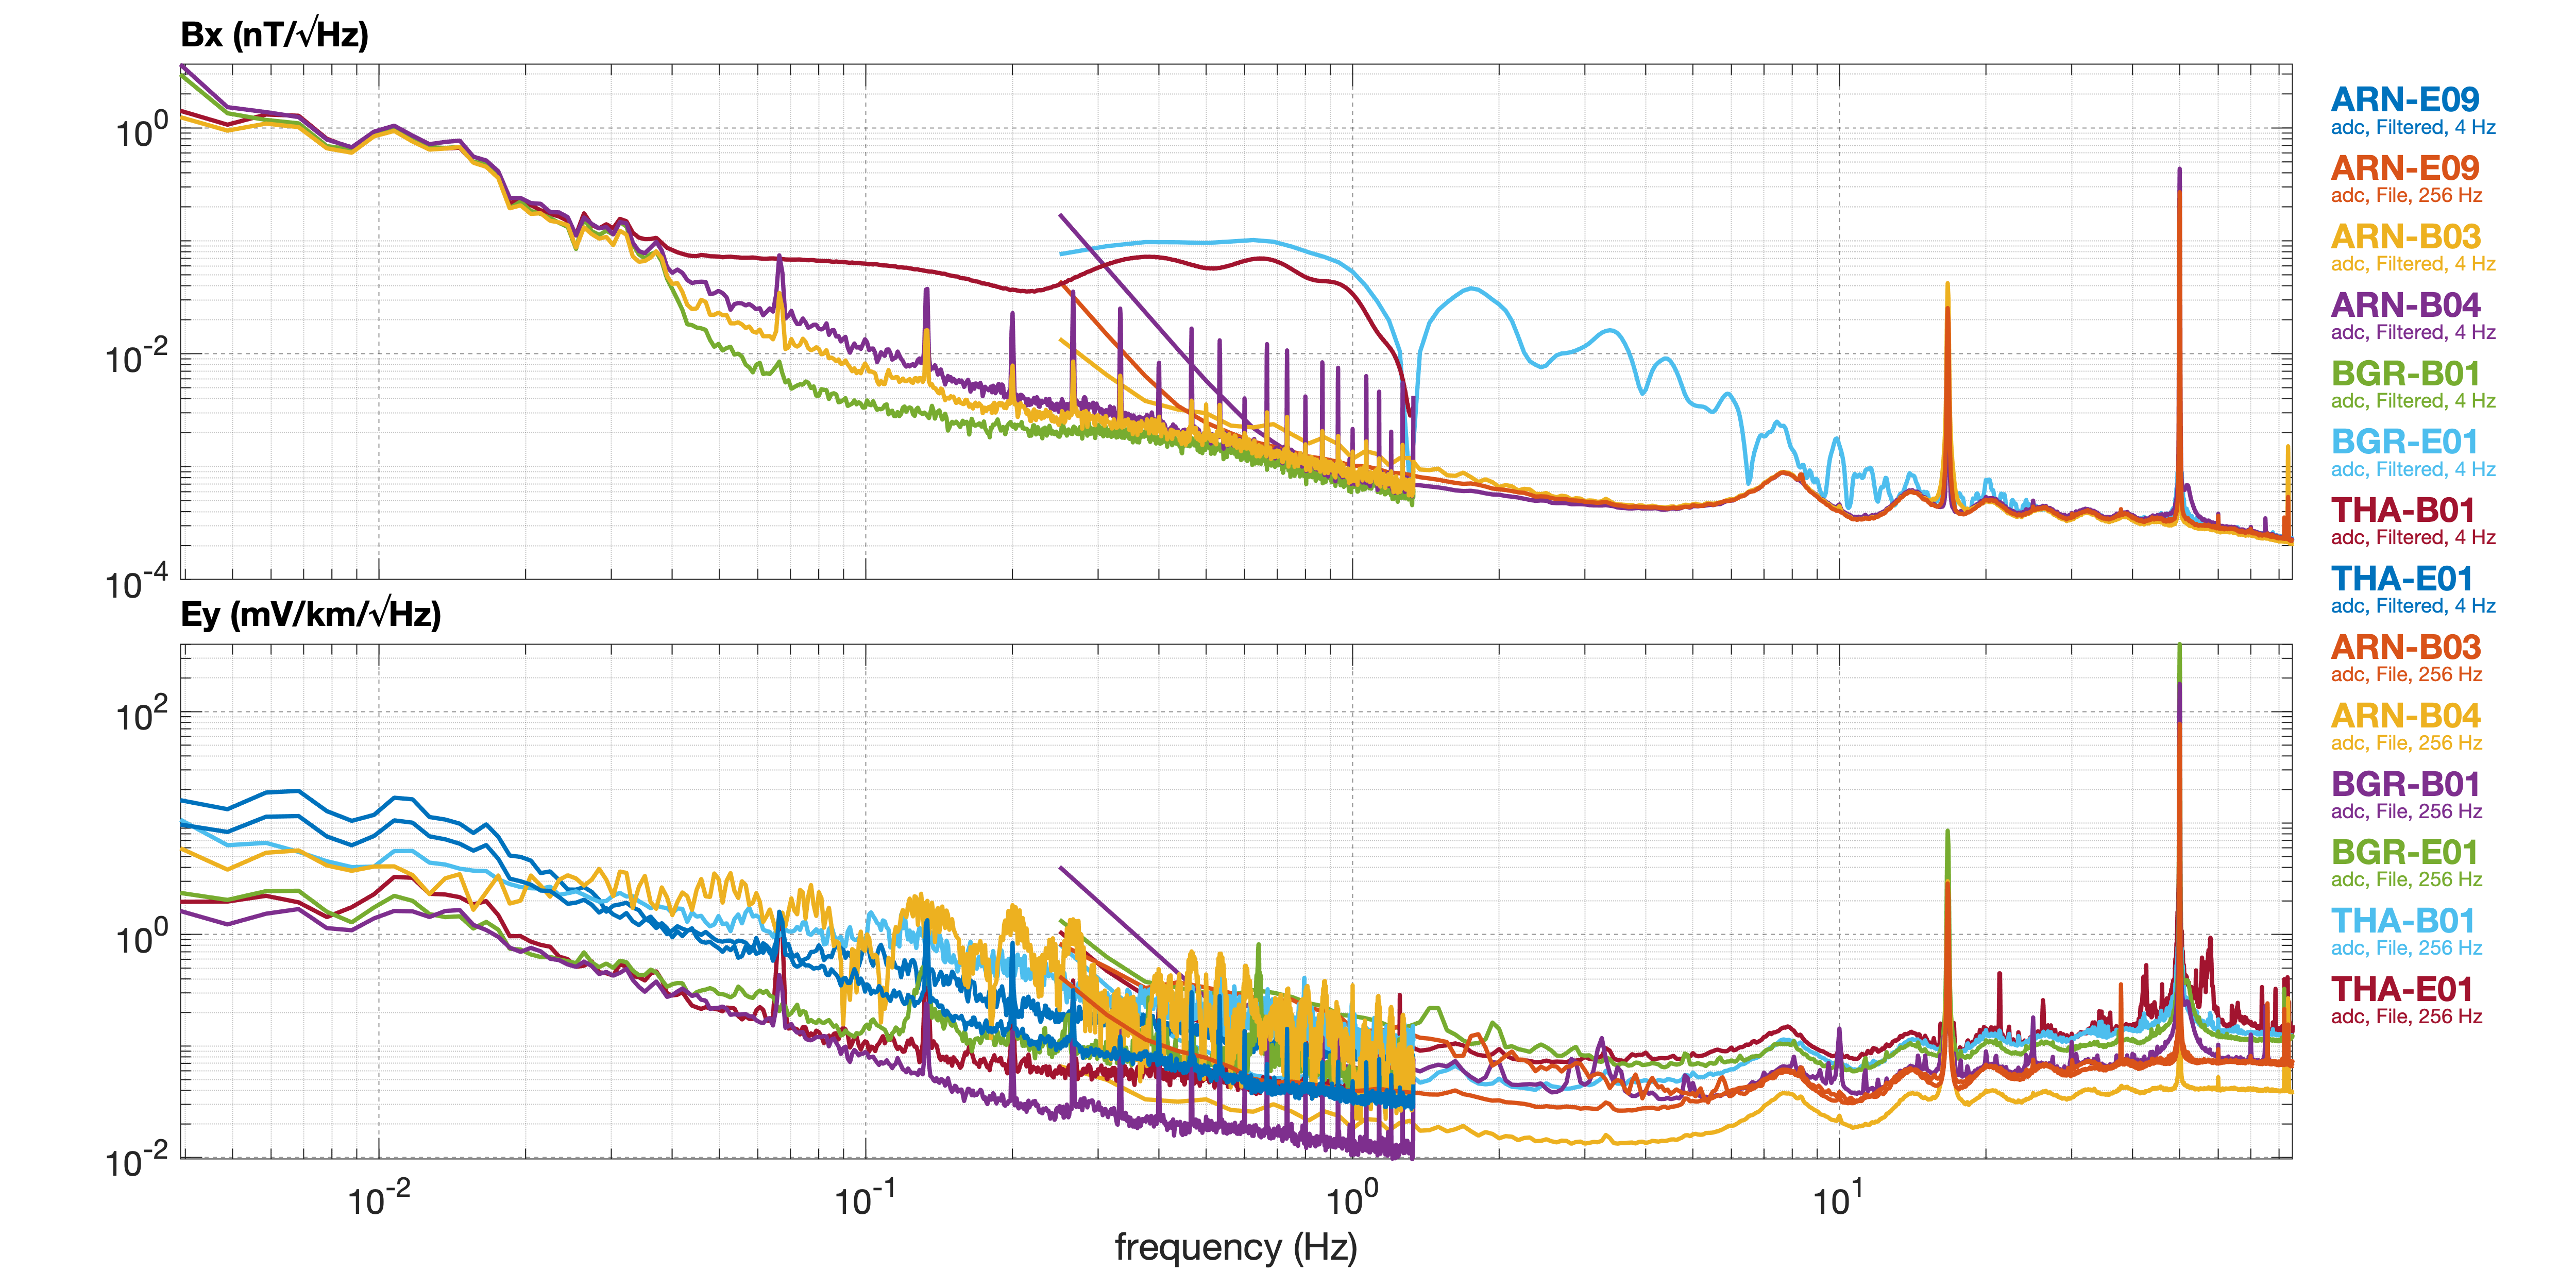 Bx (nT/√Hz)
10^0
10^-2
10^-4
Ey (mV/km/√Hz)
10^2
10^0
10^-2
10^-2
10^-1
10^0
10^1
frequency (Hz)
ARN-E09
adc, Filtered, 4 Hz
ARN-E09
adc, File, 256 Hz
ARN-B03
adc, Filtered, 4 Hz
ARN-B04
adc, Filtered, 4 Hz
BGR-B01
adc, Filtered, 4 Hz
BGR-E01
adc, Filtered, 4 Hz
THA-B01
adc, Filtered, 4 Hz
THA-E01
adc, Filtered, 4 Hz
ARN-B03
adc, File, 256 Hz
ARN-B04
adc, File, 256 Hz
BGR-B01
adc, File, 256 Hz
BGR-E01
adc, File, 256 Hz
THA-B01
adc, File, 256 Hz
THA-E01
adc, File, 256 Hz